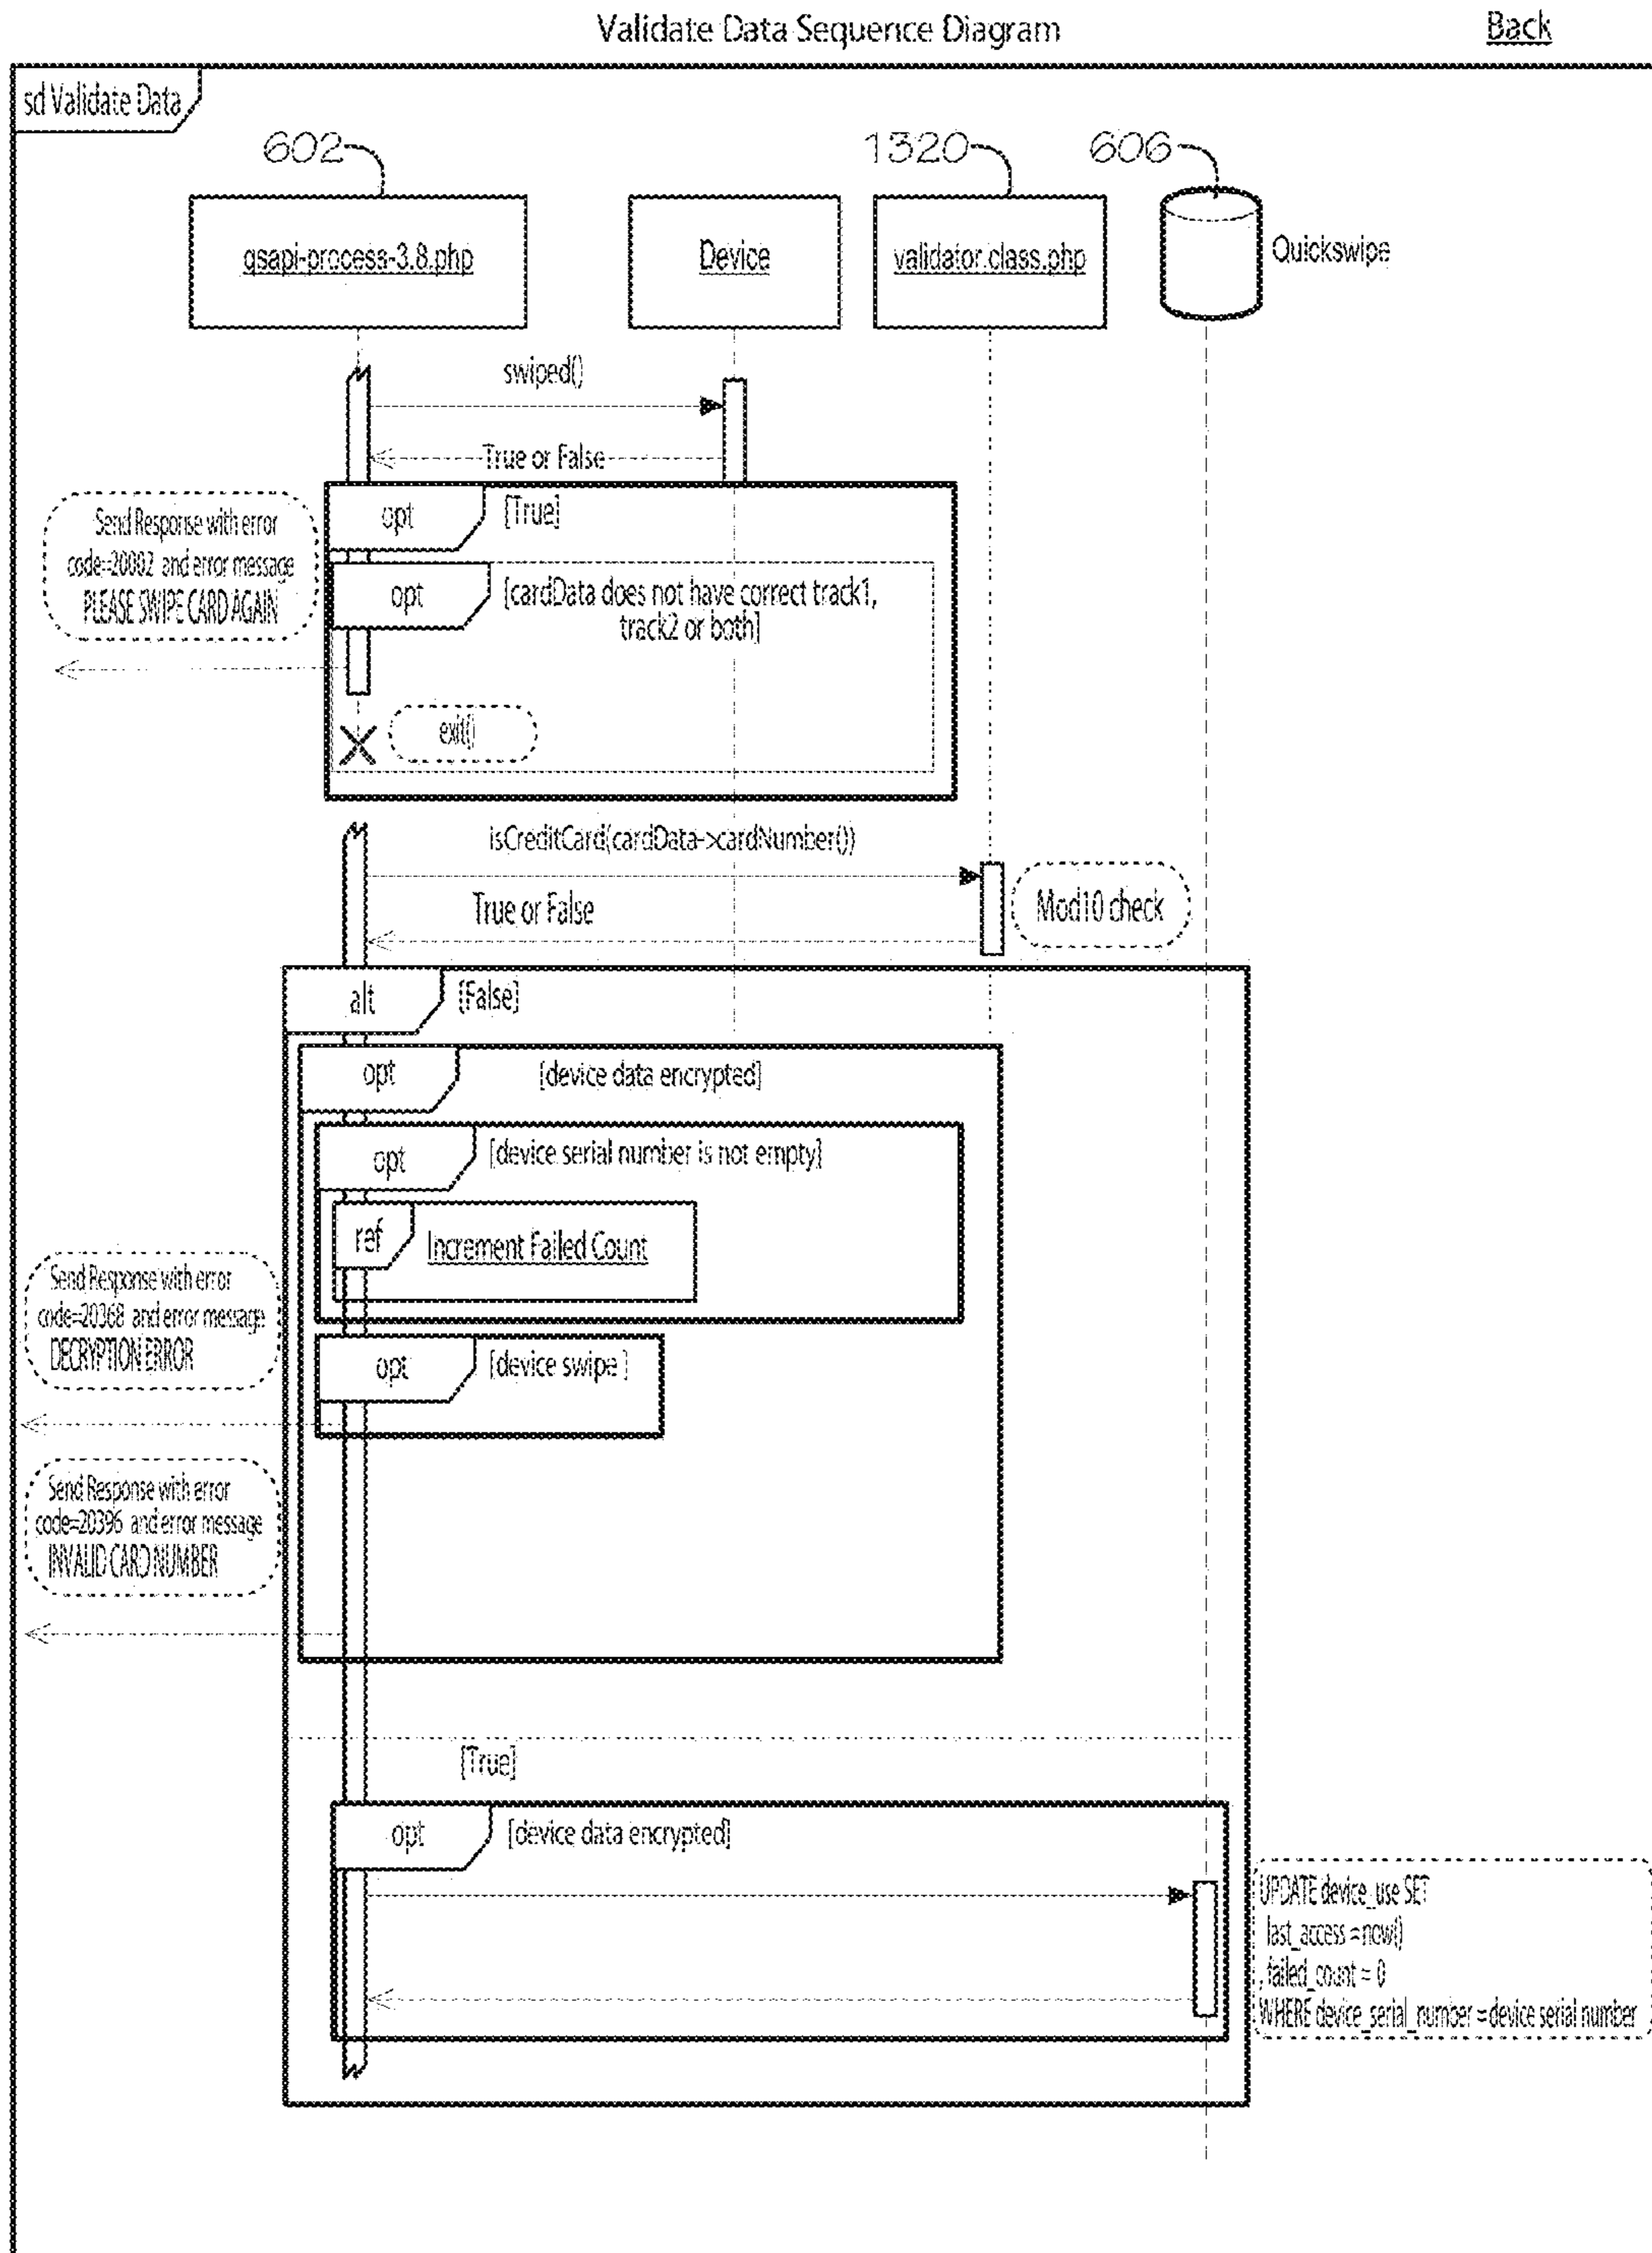 Validate Data Sequence Diagram
Back
sd Validate Data
602
1320
606
qsapi-process-3.8.php
Device
validator.class.php
Quickswipe
swiped()
True or False
opt
[True]
Send Response with error
code=20002 and error message
PLEASE SWIPE CARD AGAIN
opt
[cardData does not have correct track1,
track2 or both]
exit()
isCreditCard(cardData->cardNumber())
True or False
Mod10 check
alt
[False]
opt
[device data encrypted]
opt
[device serial number is not empty]
ref
Increment Failed Count
Send Response with error
code=20368 and error message
DECRYPTION ERROR
opt
[device swipe ]
Send Response with error
code=20396 and error message
INVALID CARD NUMBER
[True]
opt
[device data encrypted]
UPDATE device_use SET
last_access =now()
, failed_count = 0
WHERE device_serial_number =device serial number